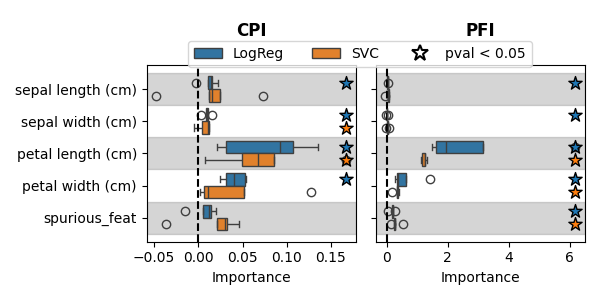 CPI PFI
LogReg SVC pval < 0.05
sepal length (cm)
sepal width (cm)
petal length (cm)
petal width (cm)
spurious_feat
−0.05 0.00 0.05 0.10 0.15 0 2 4 6
Importance Importance